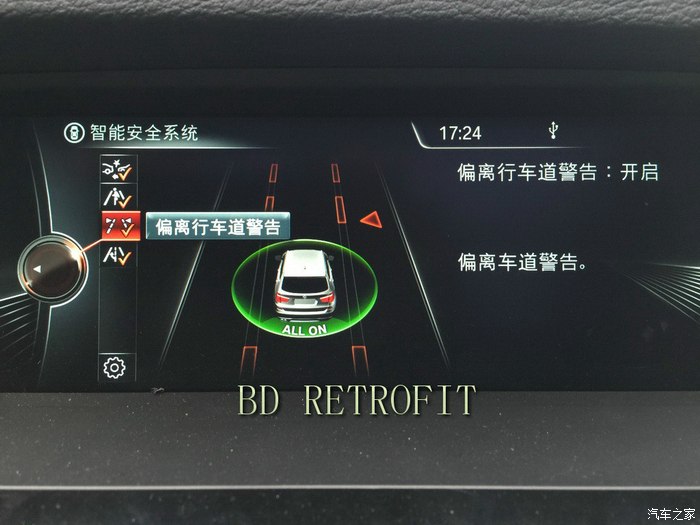 智能安全系统
17:24
偏离行车道警告：开启
偏离行车道警告
偏离车道警告。
ALL ON
BD RETROFIT
汽车之家